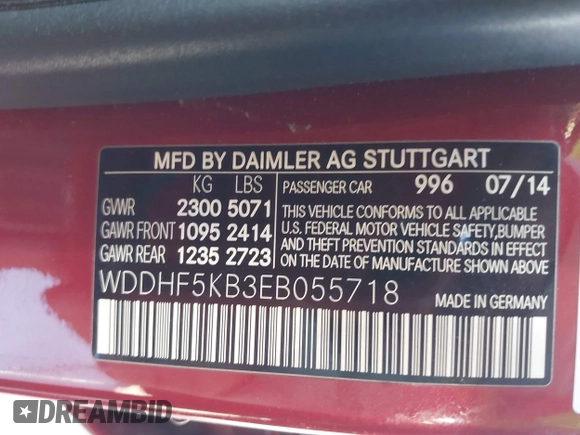 MFD BY DAIMLER AG STUTTGART
KG LBS PASSENGER CAR 996 07/14
GVWR 2300 5071
GAWR FRONT 1095 2414
GAWR REAR 1235 2723
THIS VEHICLE CONFORMS TO ALL APPLICABLE
U.S. FEDERAL MOTOR VEHICLE SAFETY, BUMPER
AND THEFT PREVENTION STANDARDS IN EFFECT
ON THE DATE OF MANUFACTURE SHOWN ABOVE.
WDDHF5KB3EB055718 MADE IN GERMANY
DREAMBID